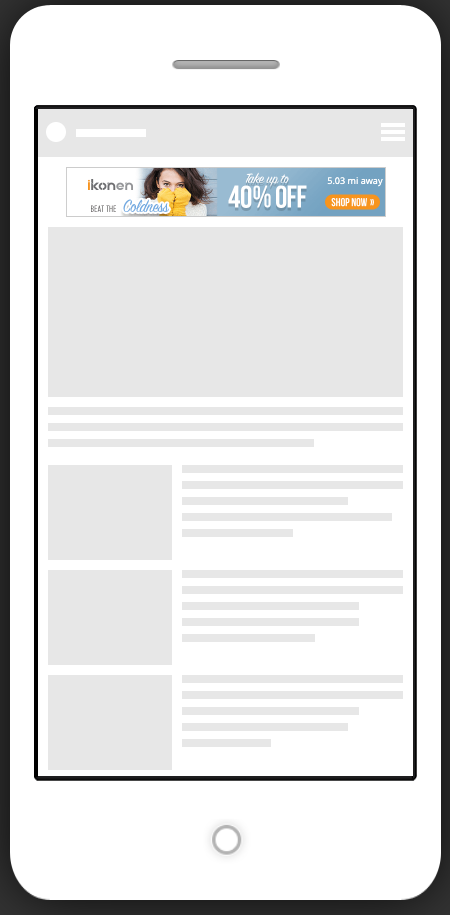 ikonen
BEAT THE Coldness
Take up to
40% OFF
5.03 mi away
SHOP NOW »